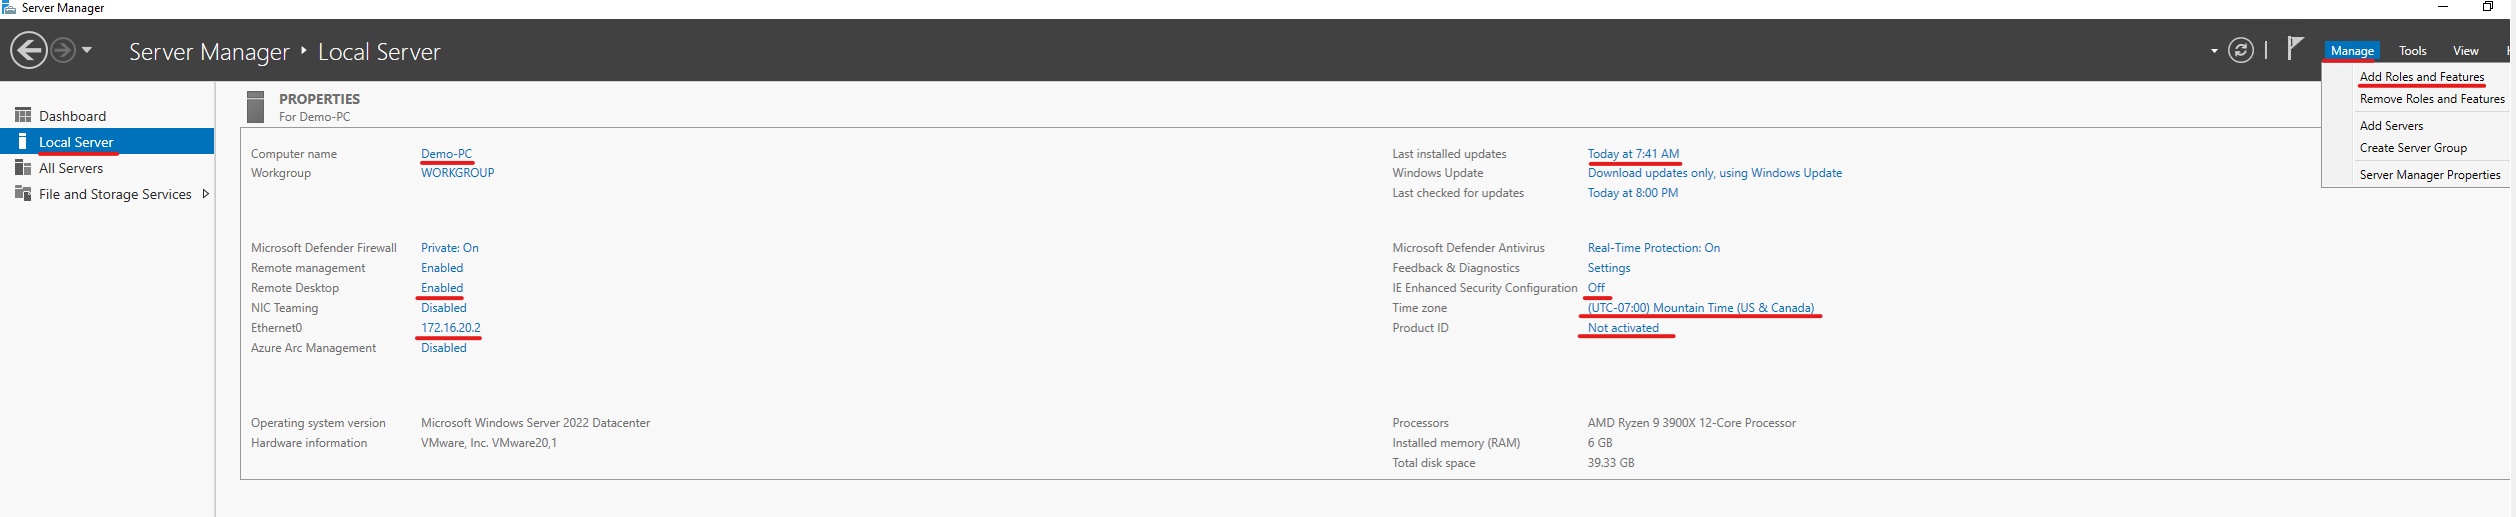 Server Manager
Server Manager ‣ Local Server
Manage Tools View
Add Roles and Features
Remove Roles and Features
Add Servers
Create Server Group
Server Manager Properties
Dashboard
Local Server
All Servers
File and Storage Services
PROPERTIES
For Demo-PC
Computer name Demo-PC
Workgroup WORKGROUP
Last installed updates Today at 7:41 AM
Windows Update Download updates only, using Windows Update
Last checked for updates Today at 8:00 PM
Microsoft Defender Firewall Private: On
Remote management Enabled
Remote Desktop Enabled
NIC Teaming Disabled
Ethernet0 172.16.20.2
Azure Arc Management Disabled
Microsoft Defender Antivirus Real-Time Protection: On
Feedback & Diagnostics Settings
IE Enhanced Security Configuration Off
Time zone (UTC-07:00) Mountain Time (US & Canada)
Product ID Not activated
Operating system version Microsoft Windows Server 2022 Datacenter
Hardware information VMware, Inc. VMware20,1
Processors AMD Ryzen 9 3900X 12-Core Processor
Installed memory (RAM) 6 GB
Total disk space 39.33 GB